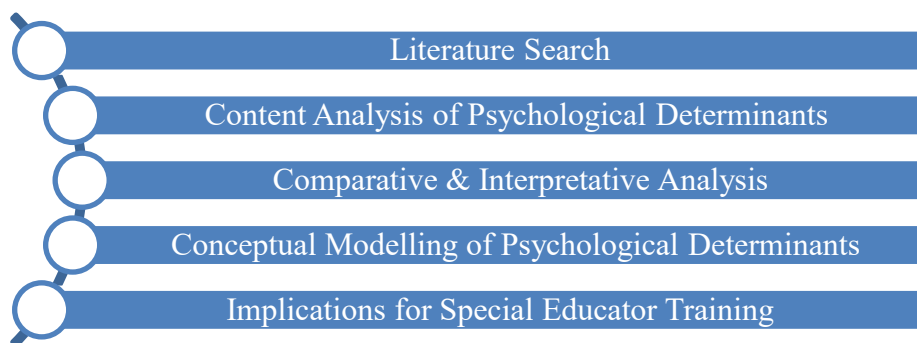 Literature Search
Content Analysis of Psychological Determinants
Comparative & Interpretative Analysis
Conceptual Modelling of Psychological Determinants
Implications for Special Educator Training